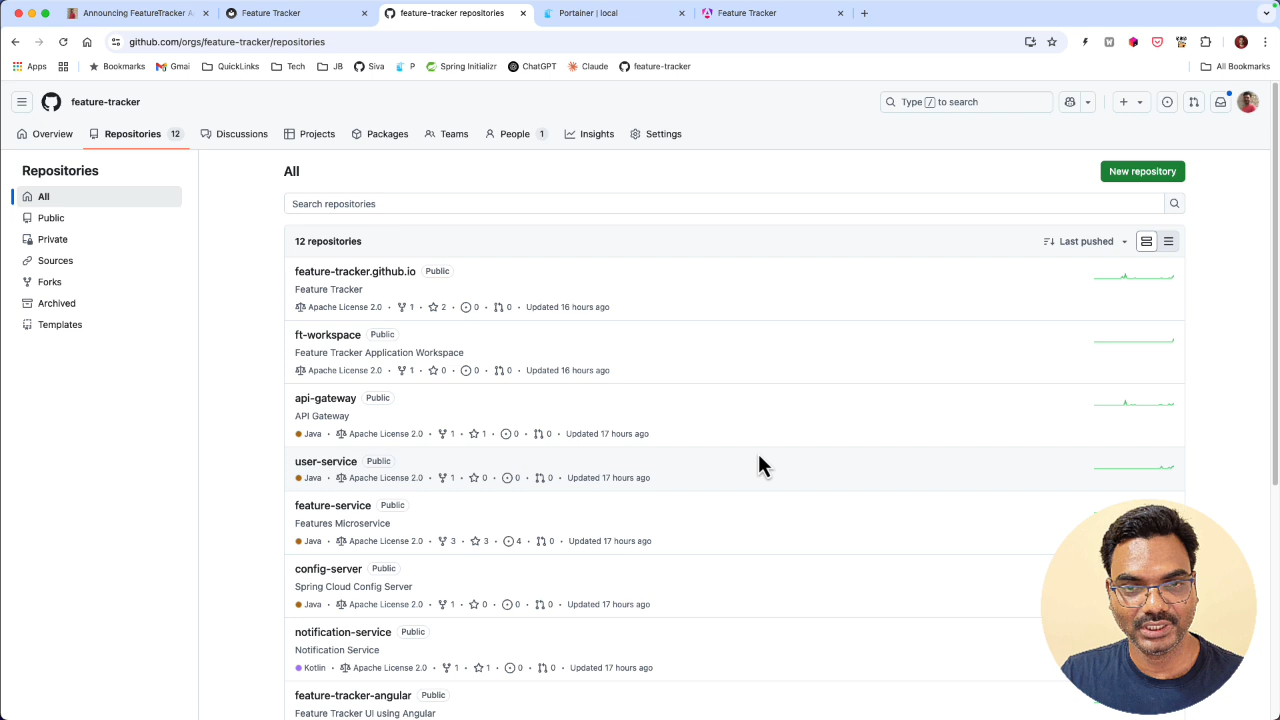 Announcing FeatureTracker A
Feature Tracker
feature-tracker repositories
Portainer | local
Feature Tracker
github.com/orgs/feature-tracker/repositories
Apps
Bookmarks
Gmai
QuickLinks
Tech
JB
Siva
P
Spring Initializr
ChatGPT
Claude
feature-tracker
All Bookmarks
feature-tracker
Type / to search
Overview
Repositories 12
Discussions
Projects
Packages
Teams
People 1
Insights
Settings
Repositories
All
Public
Private
Sources
Forks
Archived
Templates
All
New repository
Search repositories
12 repositories
Last pushed
feature-tracker.github.io Public
Feature Tracker
Apache License 2.0 · 1 · 2 · 0 · 0 · Updated 16 hours ago
ft-workspace Public
Feature Tracker Application Workspace
Apache License 2.0 · 1 · 0 · 0 · 0 · Updated 16 hours ago
api-gateway Public
API Gateway
Java · Apache License 2.0 · 1 · 1 · 0 · 0 · Updated 17 hours ago
user-service Public
Java · Apache License 2.0 · 1 · 0 · 0 · 0 · Updated 17 hours ago
feature-service Public
Features Microservice
Java · Apache License 2.0 · 3 · 3 · 4 · 0 · Updated 17 hours ago
config-server Public
Spring Cloud Config Server
Java · Apache License 2.0 · 1 · 0 · 0 · 0 · Updated 17 hours ago
notification-service Public
Notification Service
Kotlin · Apache License 2.0 · 1 · 1 · 0 · 0 · Updated 17 hours ago
feature-tracker-angular Public
Feature Tracker UI using Angular